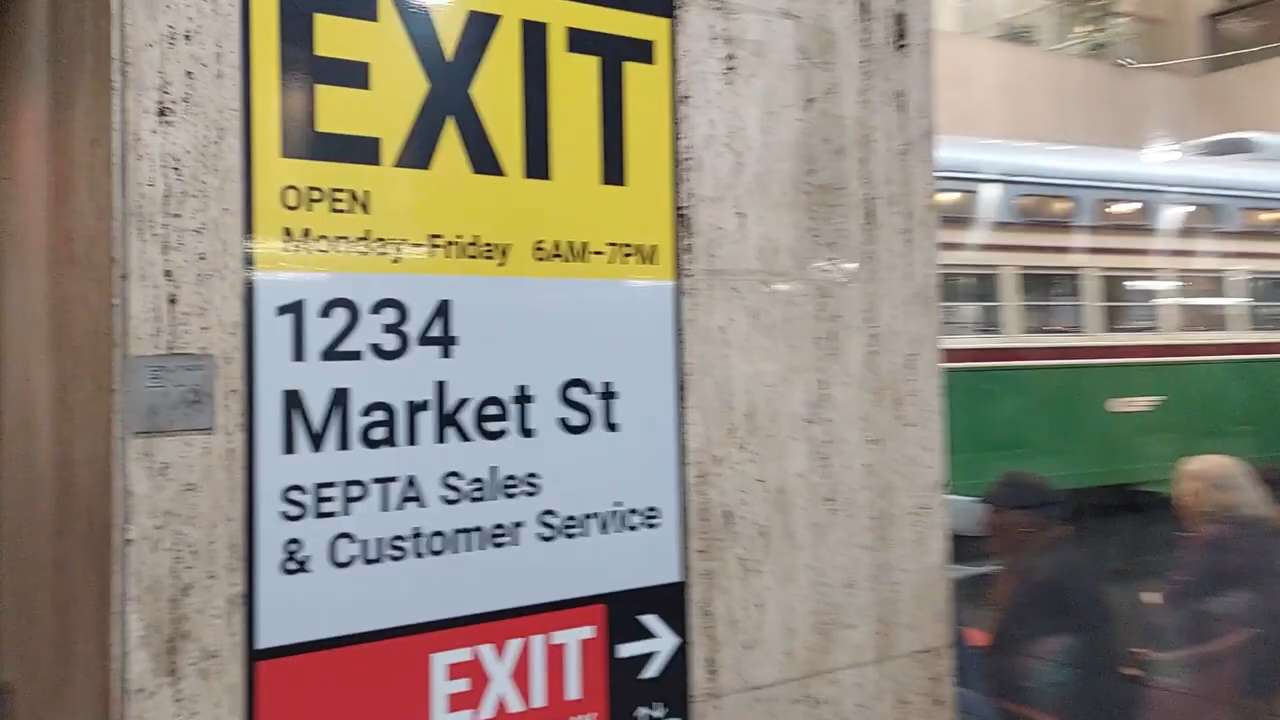 EXIT
OPEN
Monday-Friday 6AM-7PM
1234
Market St
SEPTA Sales
& Customer Service
EXIT